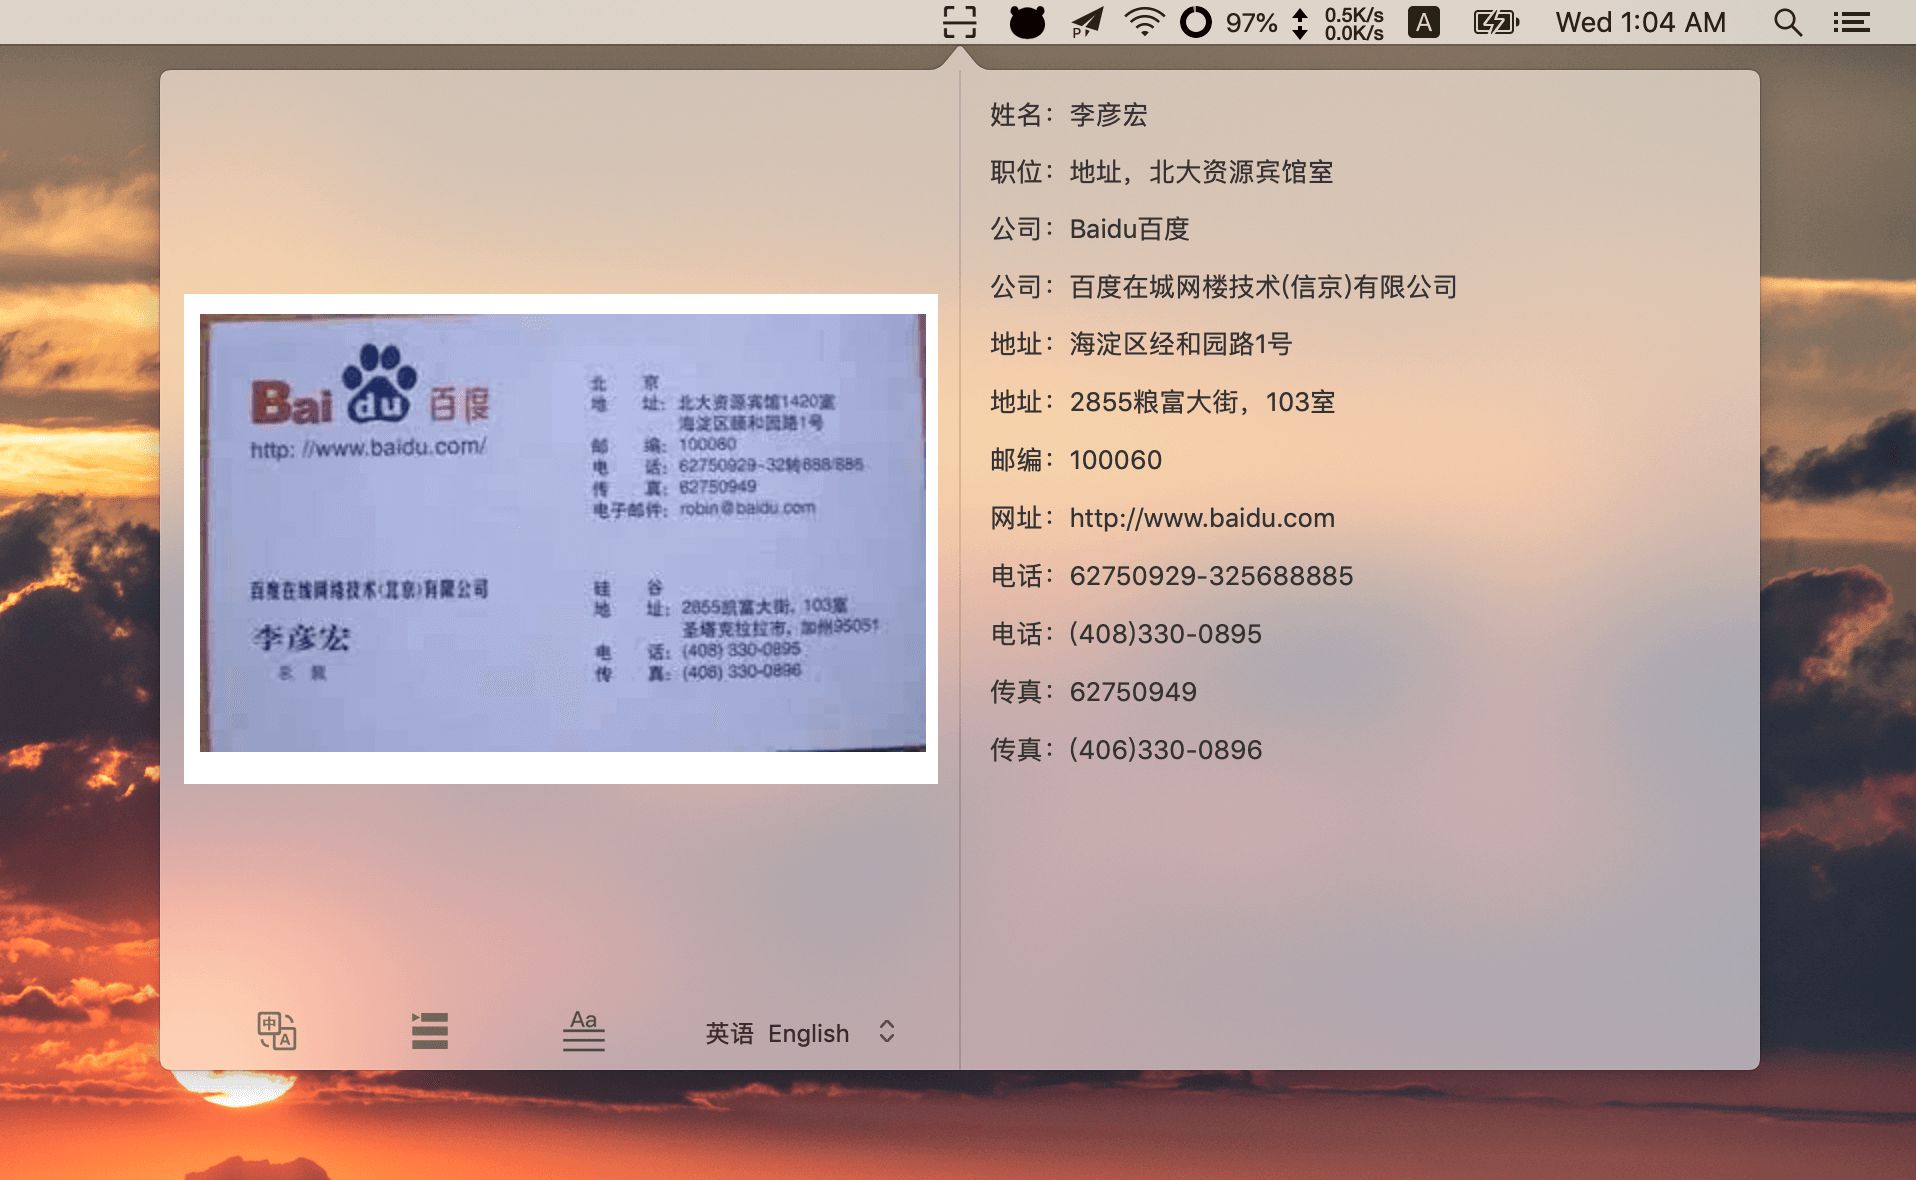 P
97%
0.5K/s
0.0K/s
A
Wed 1:04 AM
Bai du 百度
http: //www.baidu.com/
北 京
地 址: 北大资源宾馆1420室
海淀区颐和园路1号
邮 编: 100080
电 话: 62750929-32转888/885
传 真: 62750949
电子邮件: robin@baidu.com
百度在线网络技术(北京)有限公司
李彦宏
硅 谷
地 址: 2855凯富大街, 103室
圣塔克拉拉市, 加州95051
电 话: (408) 330-0895
传 真: (408) 330-0896
中 A
Aa
英语 English
姓名：李彦宏
职位：地址，北大资源宾馆室
公司：Baidu百度
公司：百度在城网楼技术(信京)有限公司
地址：海淀区经和园路1号
地址：2855粮富大街，103室
邮编：100060
网址：http://www.baidu.com
电话：62750929-325688885
电话：(408)330-0895
传真：62750949
传真：(406)330-0896